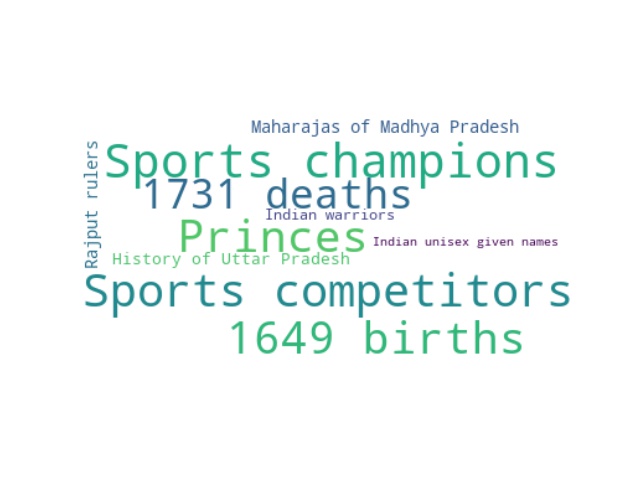 Maharajas of Madhya Pradesh
Rajput rulers
Sports champions
1731 deaths
Indian warriors
Princes
Indian unisex given names
History of Uttar Pradesh
Sports competitors
1649 births